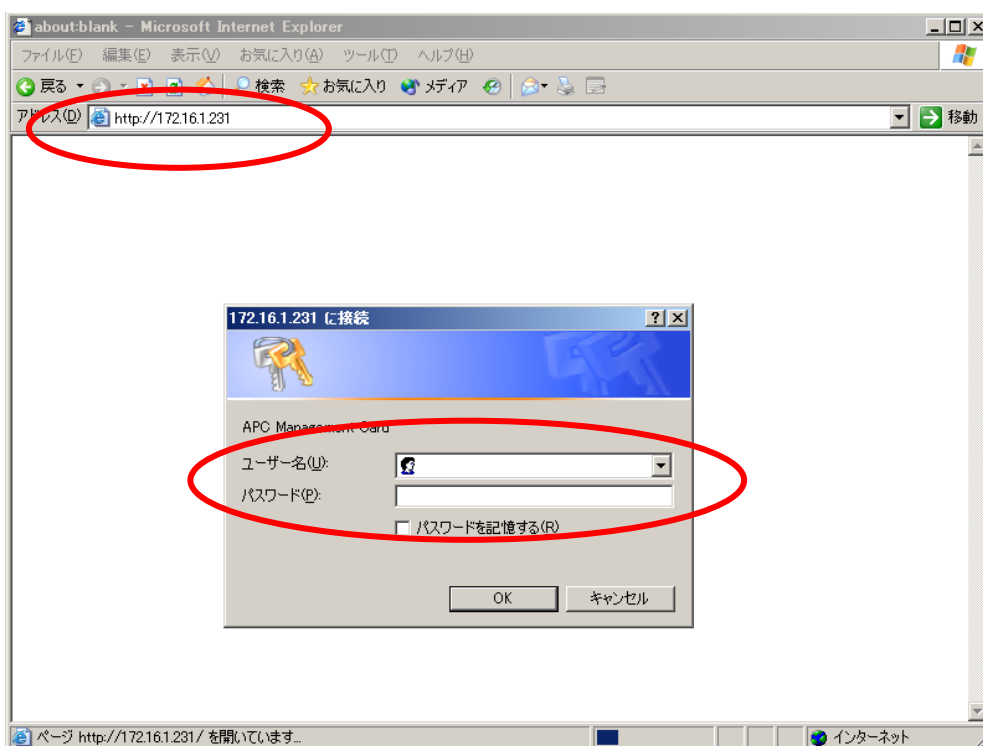 about:blank - Microsoft Internet Explorer
ファイル(F) 編集(E) 表示(V) お気に入り(A) ツール(T) ヘルプ(H)
戻る 検索 お気に入り メディア
アドレス(D) http://172.16.1.231 移動
172.16.1.231 に接続
APC Management Card
ユーザー名(U):
パスワード(P):
パスワードを記憶する(R)
OK キャンセル
ページ http://172.16.1.231/ を開いています... インターネット